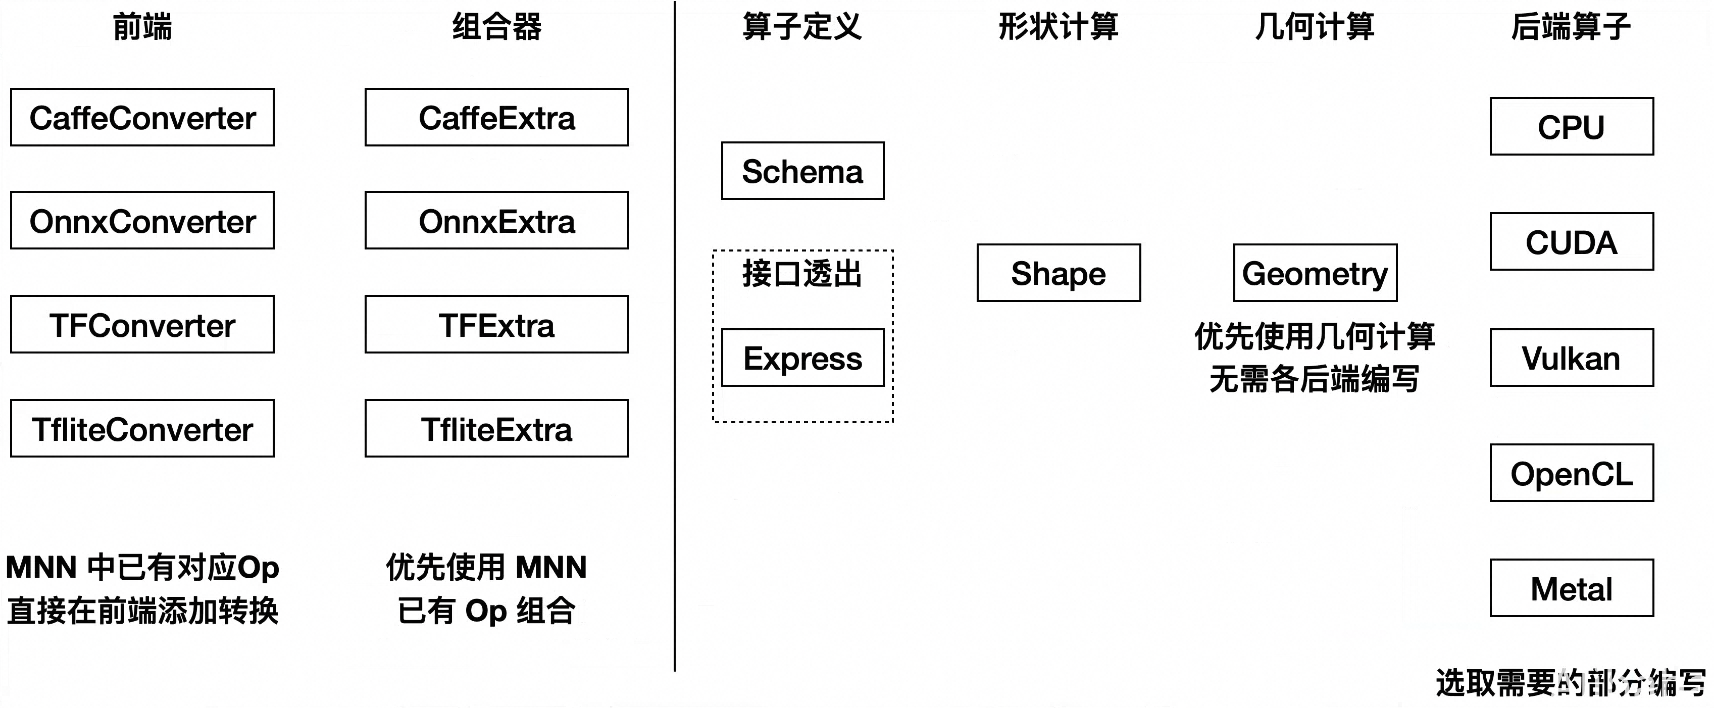 前端
组合器
算子定义
形状计算
几何计算
后端算子
CaffeConverter
OnnxConverter
TFConverter
TfliteConverter
MNN 中已有对应Op
直接在前端添加转换
CaffeExtra
OnnxExtra
TFExtra
TfliteExtra
优先使用 MNN
已有 Op 组合
Schema
接口透出
Express
Shape
Geometry
优先使用几何计算
无需各后端编写
CPU
CUDA
Vulkan
OpenCL
Metal
选取需要的部分编写